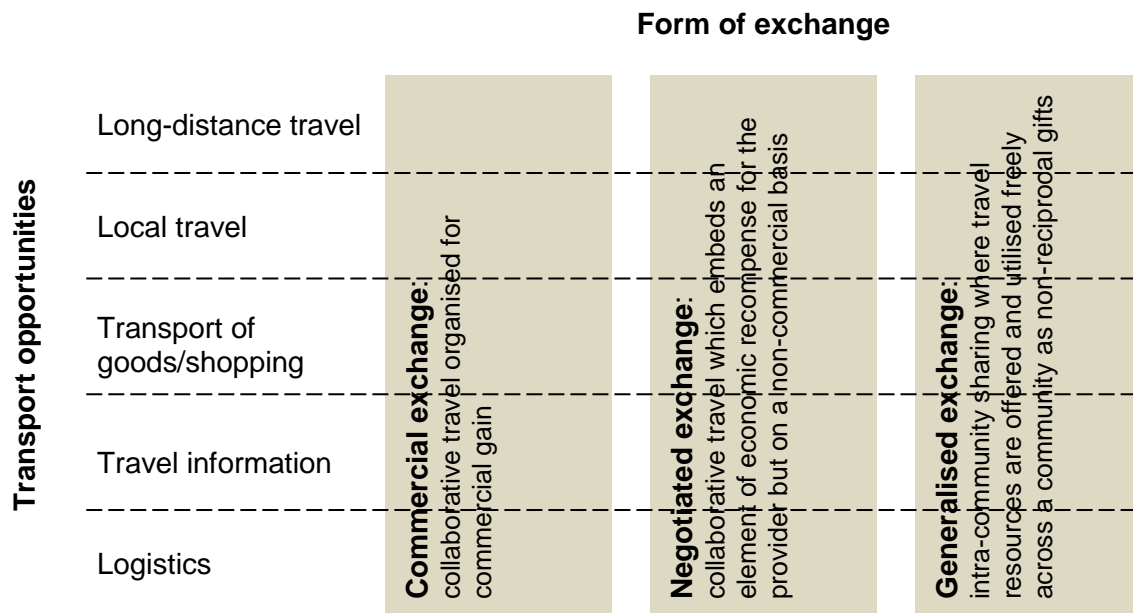 Form of exchange
Transport opportunities
Long-distance travel
Local travel
Transport of
goods/shopping
Travel information
Logistics
Commercial exchange:
collaborative travel organised for
commercial gain
Negotiated exchange:
collaborative travel which embeds an
element of economic recompense for the
provider but on a non-commercial basis
Generalised exchange:
intra-community sharing where travel
resources are offered and utilised freely
across a community as non-reciprodal gifts